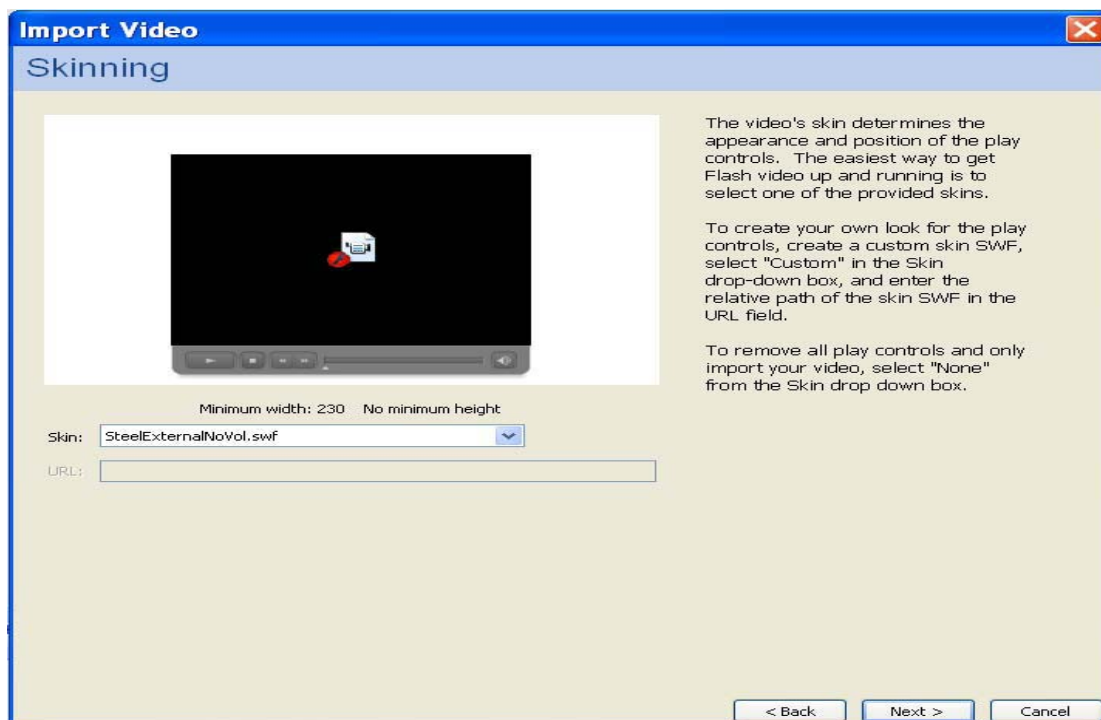 Import Video
Skinning
The video's skin determines the
appearance and position of the play
controls. The easiest way to get
Flash video up and running is to
select one of the provided skins.
To create your own look for the play
controls, create a custom skin SWF,
select "Custom" in the Skin
drop-down box, and enter the
relative path of the skin SWF in the
URL field.
To remove all play controls and only
import your video, select "None"
from the Skin drop down box.
Minimum width: 230 No minimum height
Skin: SteelExternalNoVol.swf
URL:
< Back Next > Cancel